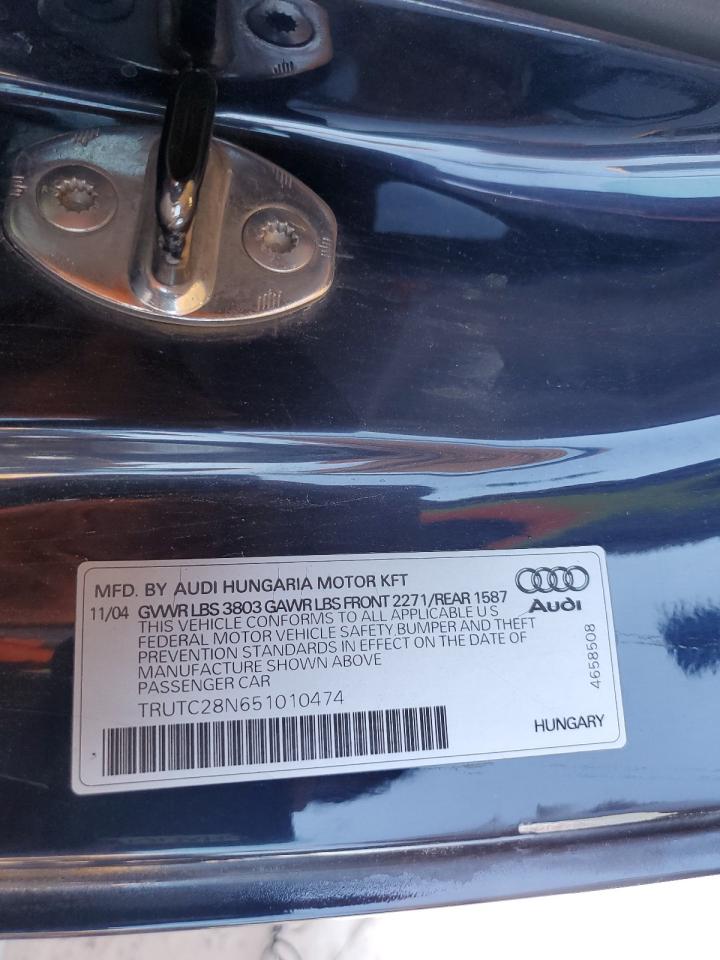 MFD. BY AUDI HUNGARIA MOTOR KFT
11/04 GVWR LBS 3803 GAWR LBS FRONT 2271/REAR 1587
THIS VEHICLE CONFORMS TO ALL APPLICABLE U S
FEDERAL MOTOR VEHICLE SAFETY BUMPER AND THEFT
PREVENTION STANDARDS IN EFFECT ON THE DATE OF
MANUFACTURE SHOWN ABOVE
PASSENGER CAR
TRUTC28N651010474
Audi
4658508
HUNGARY